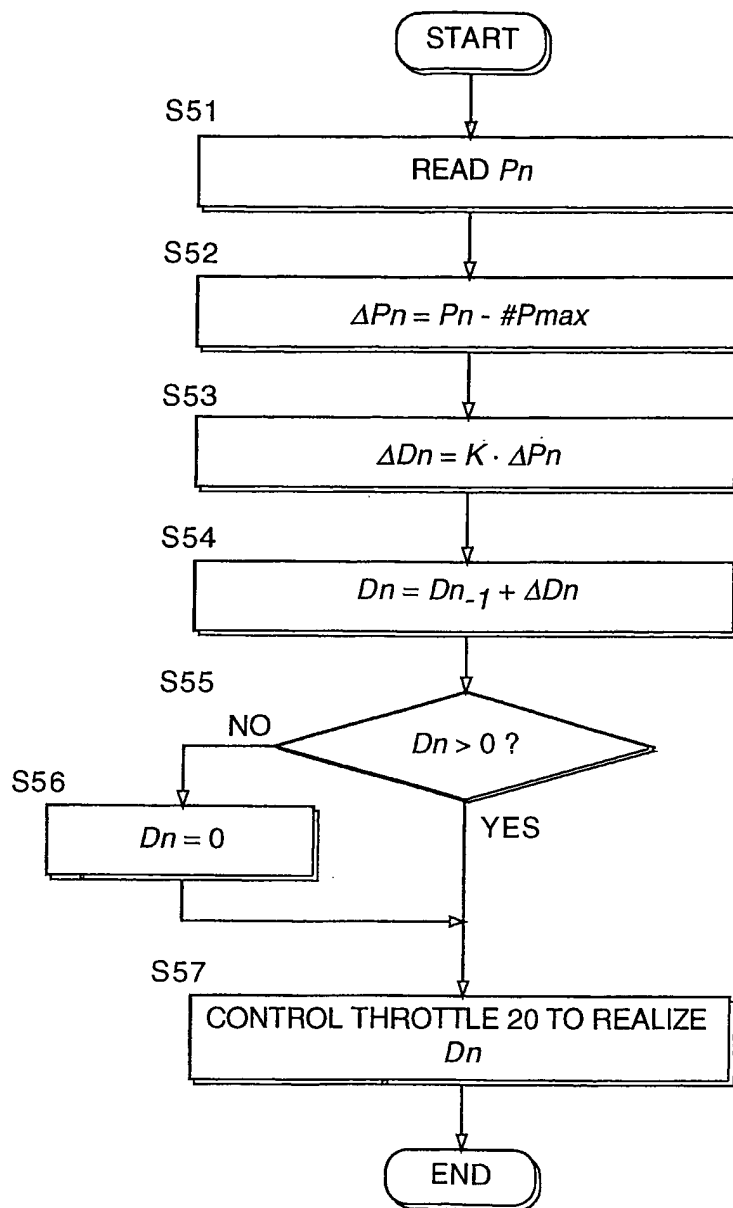 START
S51
READ Pn
S52
ΔPn = Pn - #Pmax
S53
ΔDn = K · ΔPn
S54
Dn = Dn-1 + ΔDn
S55
NO
Dn > 0 ?
S56
Dn = 0
YES
S57
CONTROL THROTTLE 20 TO REALIZE
Dn
END